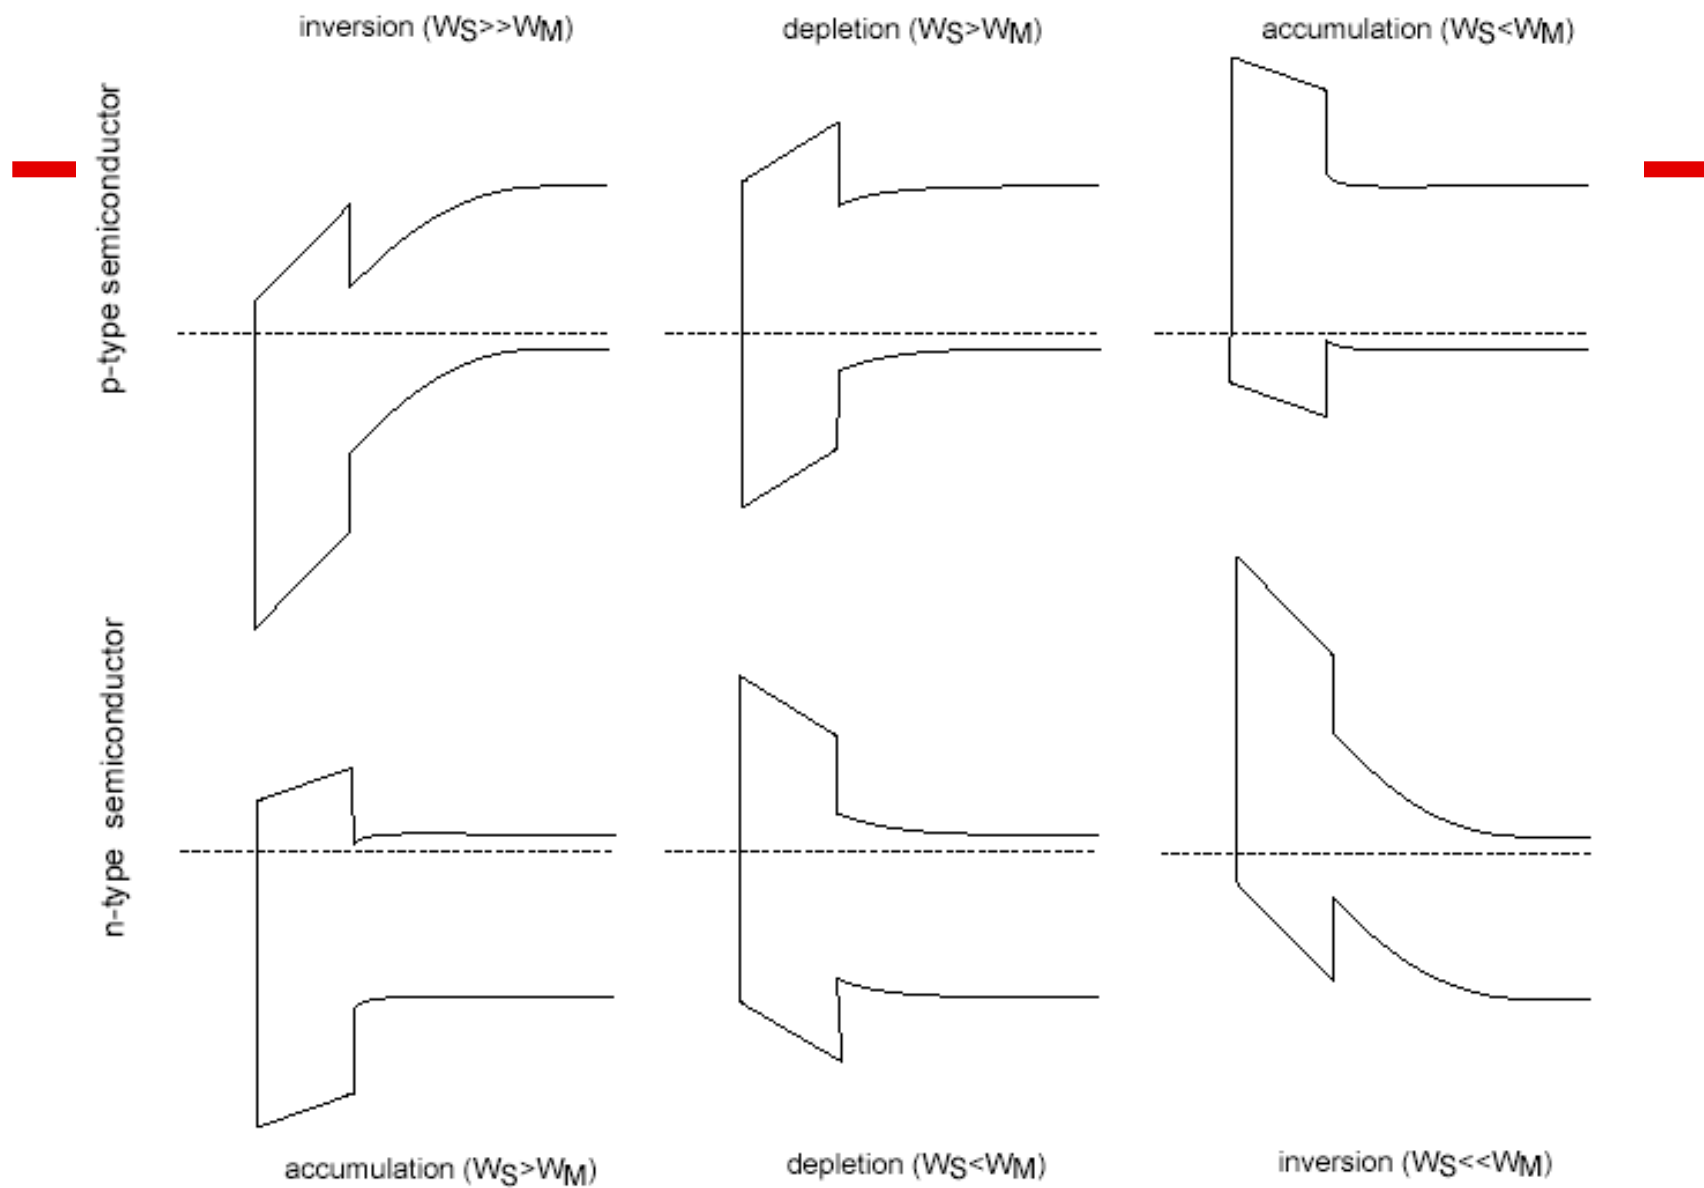 inversion (WS>>WM)
depletion (WS>WM)
accumulation (WS<WM)
p-type semiconductor
n-type semiconductor
accumulation (WS>WM)
depletion (WS<WM)
inversion (WS<<WM)